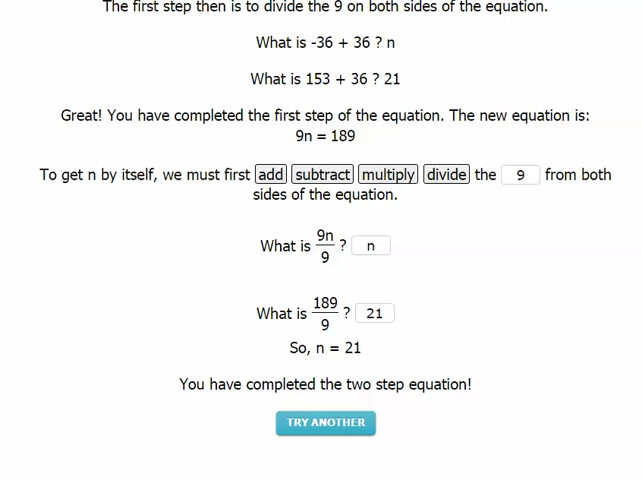 The first step then is to divide the 9 on both sides of the equation.
What is -36 + 36 ? n
What is 153 + 36 ? 21
Great! You have completed the first step of the equation. The new equation is:
9n = 189
To get n by itself, we must first add subtract multiply divide the 9 from both
sides of the equation.
What is 9n/9 ? n
What is 189/9 ? 21
So, n = 21
You have completed the two step equation!
TRY ANOTHER